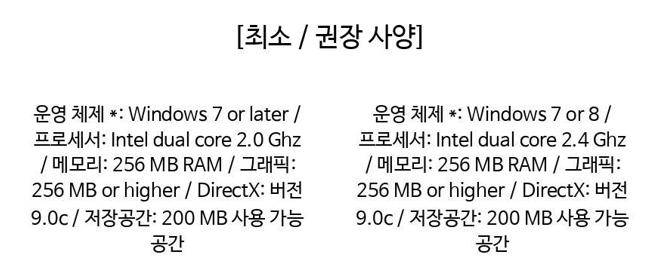 [최소 / 권장 사양]
운영 체제 *: Windows 7 or later /
프로세서: Intel dual core 2.0 Ghz
/ 메모리: 256 MB RAM / 그래픽:
256 MB or higher / DirectX: 버전
9.0c / 저장공간: 200 MB 사용 가능
공간
운영 체제 *: Windows 7 or 8 /
프로세서: Intel dual core 2.4 Ghz
/ 메모리: 256 MB RAM / 그래픽:
256 MB or higher / DirectX: 버전
9.0c / 저장공간: 200 MB 사용 가능
공간